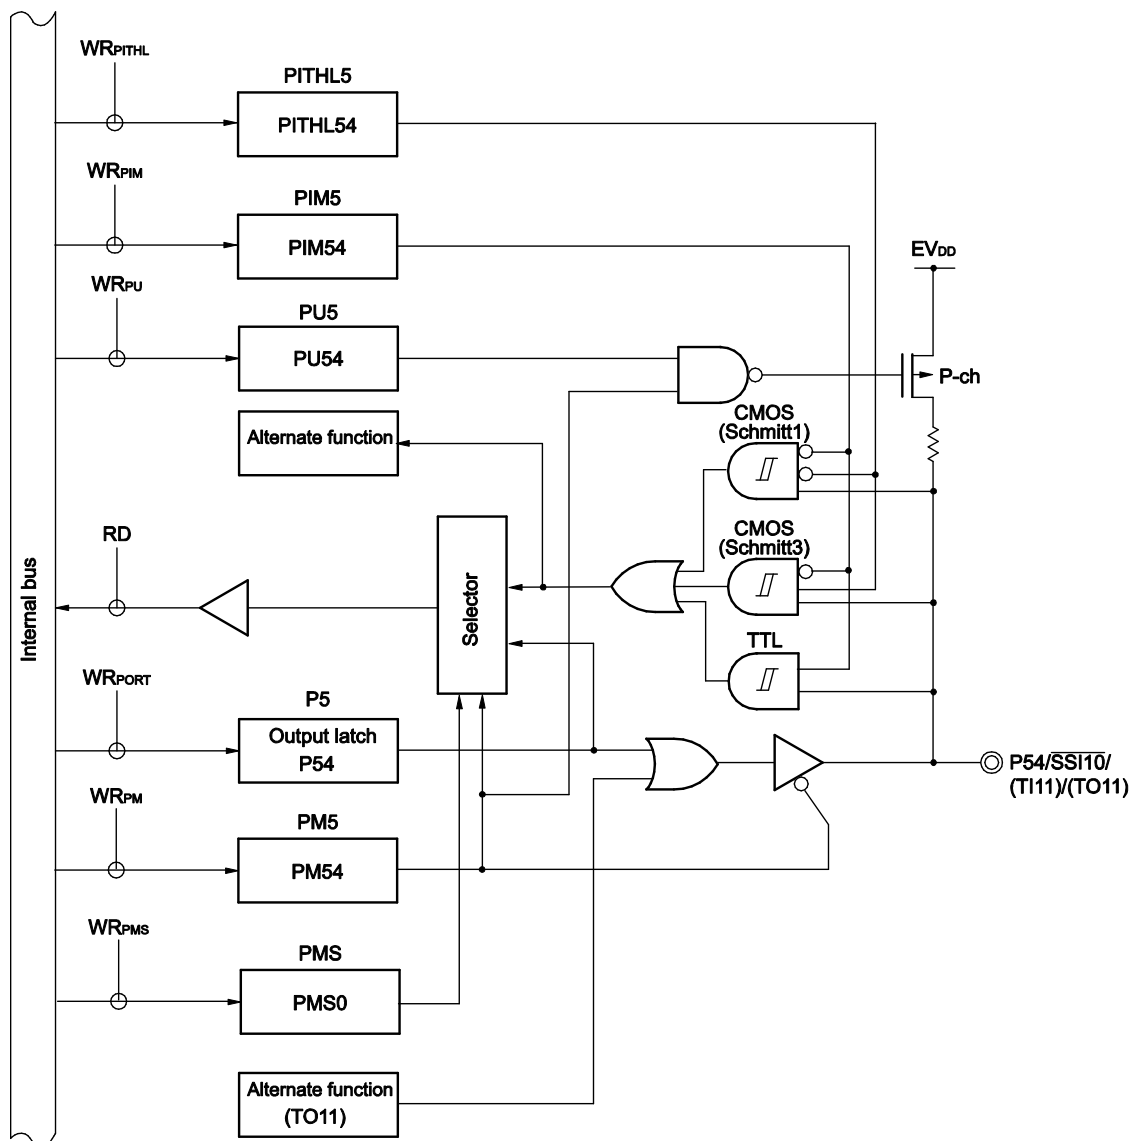 WRPITHL
PITHL5
PITHL54
WRPIM
PIM5
PIM54
EVDD
WRPU
PU5
PU54
P-ch
CMOS
(Schmitt1)
Alternate function
RD
CMOS
(Schmitt3)
Internal bus
Selector
TTL
WRPORT
P5
Output latch
P54
P54/SSI10/
(TI11)/(TO11)
WRPM
PM5
PM54
WRPMS
PMS
PMS0
Alternate function
(TO11)